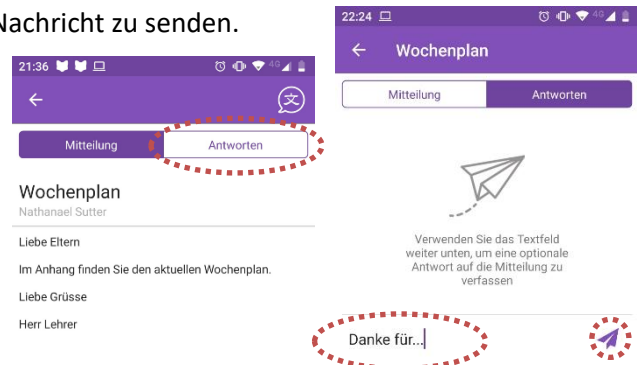 Nachricht zu senden.
21:36
4G
Mitteilung
Antworten
Wochenplan
Nathanael Sutter
Liebe Eltern
Im Anhang finden Sie den aktuellen Wochenplan.
Liebe Grüsse
Herr Lehrer
22:24
4G
Wochenplan
Mitteilung
Antworten
Verwenden Sie das Textfeld
weiter unten, um eine optionale
Antwort auf die Mitteilung zu
verfassen
Danke für...